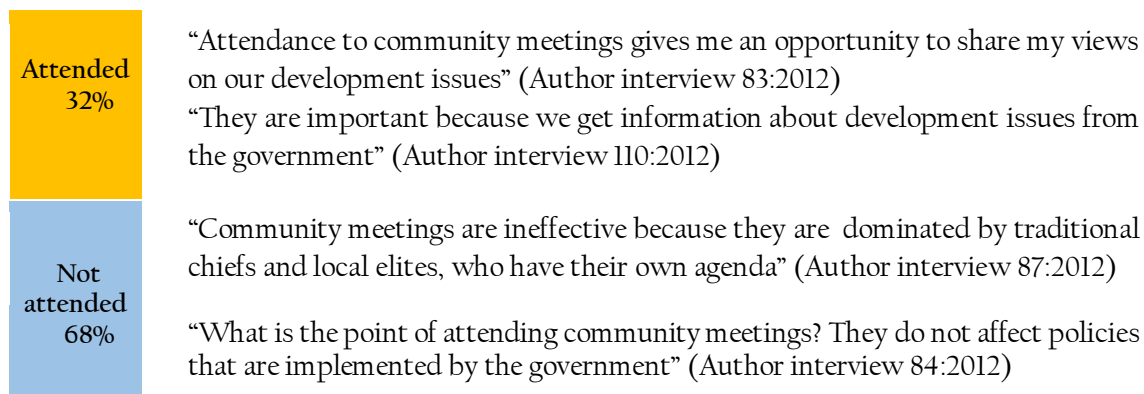 Attended
32%
“Attendance to community meetings gives me an opportunity to share my views
on our development issues” (Author interview 83:2012)
“They are important because we get information about development issues from
the government” (Author interview 110:2012)
Not
attended
68%
“Community meetings are ineffective because they are dominated by traditional
chiefs and local elites, who have their own agenda” (Author interview 87:2012)
“What is the point of attending community meetings? They do not affect policies
that are implemented by the government” (Author interview 84:2012)